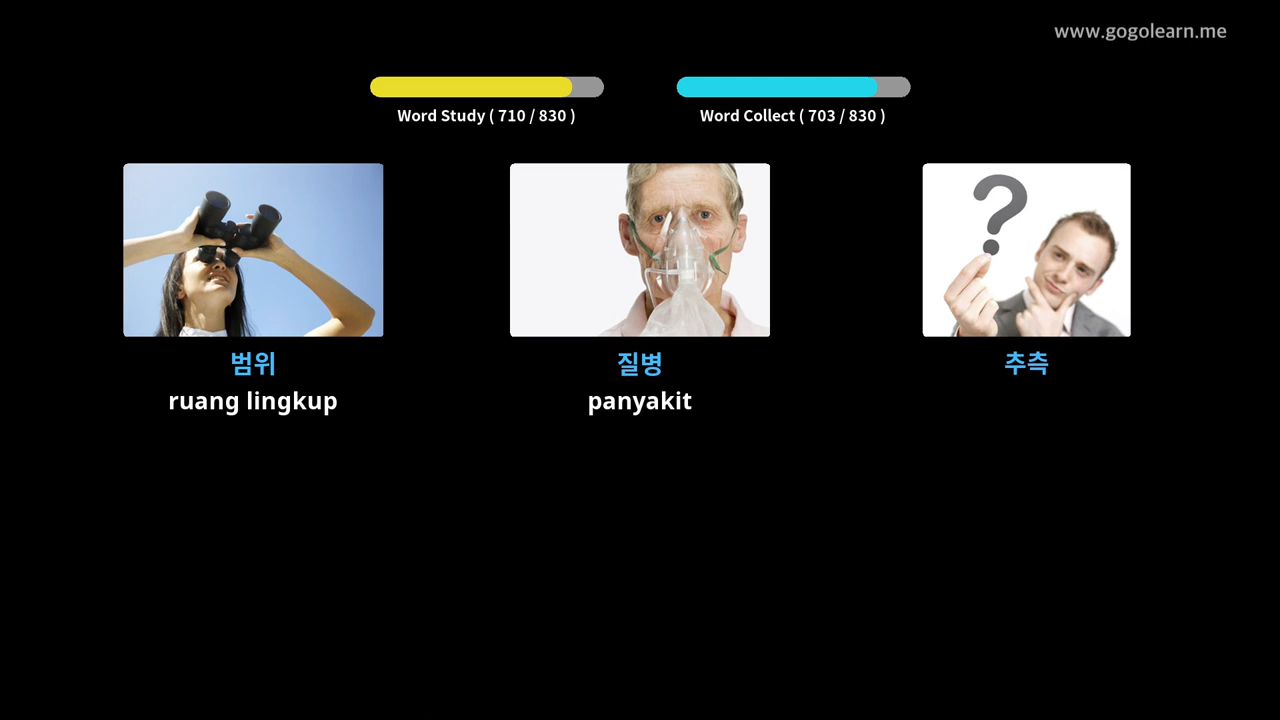 www.gogolearn.me
Word Study ( 710 / 830 )
Word Collect ( 703 / 830 )
범위
질병
추측
ruang lingkup
panyakit